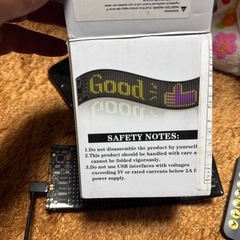 Good
Good
SAFETY NOTES:
1.Do not disassemble the product by yourself
2.This product should be handled with care a
cannot be folded vigorously.
3.Do not use USB interfaces with voltages
exceeding 5V or rated currents below 2A f
power supply.